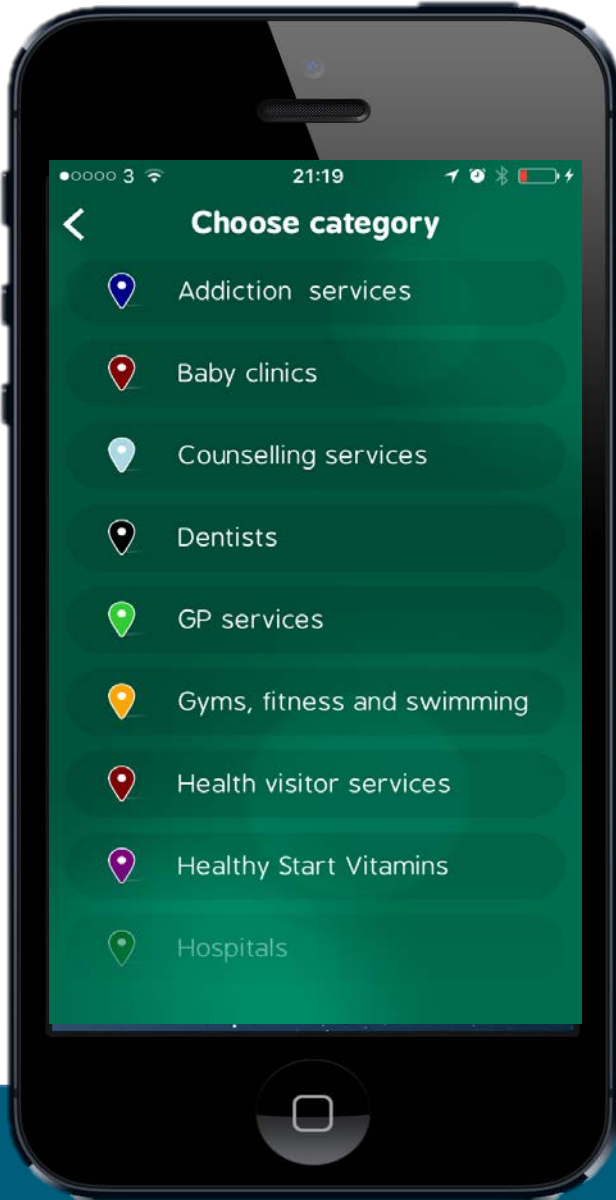 3 21:19
Choose category
Addiction services
Baby clinics
Counselling services
Dentists
GP services
Gyms, fitness and swimming
Health visitor services
Healthy Start Vitamins
Hospitals